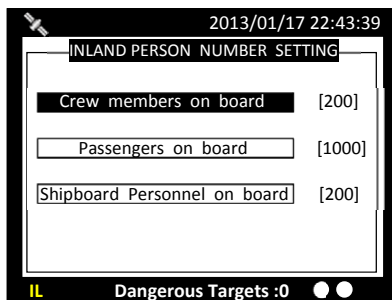 2013/01/17 22:43:39
INLAND PERSON NUMBER SETTING
Crew members on board [200]
Passengers on board [1000]
Shipboard Personnel on board [200]
IL Dangerous Targets :0